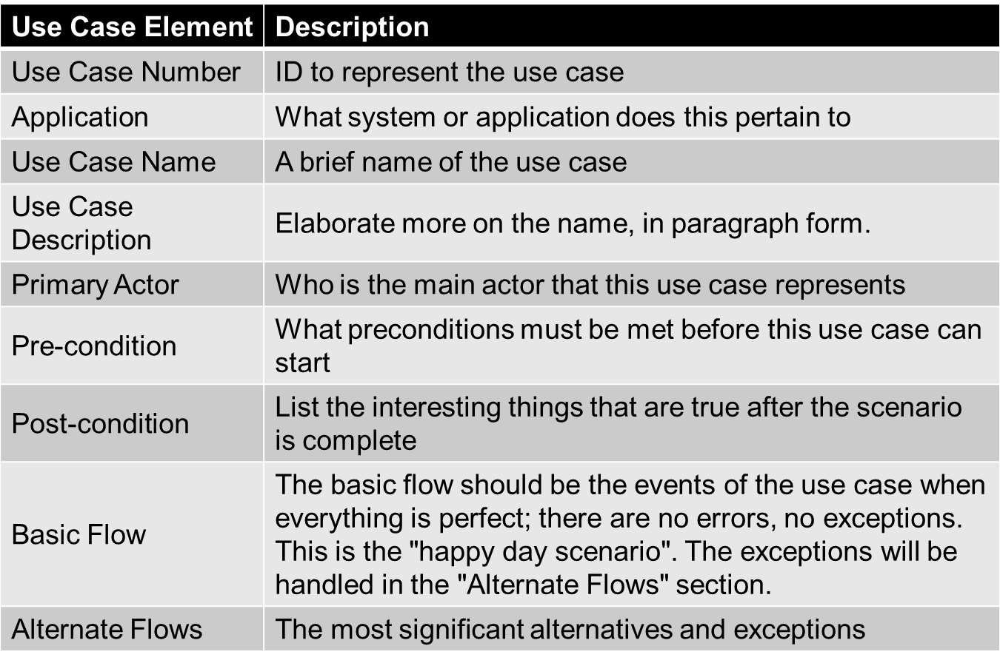 Use Case Element Description
Use Case Number ID to represent the use case
Application What system or application does this pertain to
Use Case Name A brief name of the use case
Use Case
Description
Elaborate more on the name, in paragraph form.
Primary Actor Who is the main actor that this use case represents
Pre-condition
What preconditions must be met before this use case can
start
Post-condition
List the interesting things that are true after the scenario
is complete
Basic Flow
The basic flow should be the events of the use case when
everything is perfect; there are no errors, no exceptions.
This is the "happy day scenario". The exceptions will be
handled in the "Alternate Flows" section.
Alternate Flows The most significant alternatives and exceptions